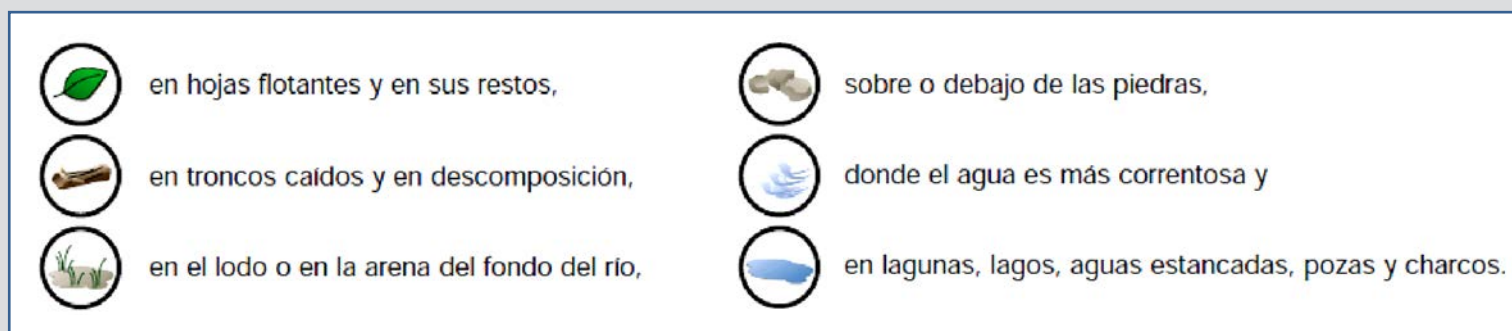 en hojas flotantes y en sus restos,
en troncos caídos y en descomposición,
en el lodo o en la arena del fondo del río,
sobre o debajo de las piedras,
donde el agua es más correntosa y
en lagunas, lagos, aguas estancadas, pozas y charcos.